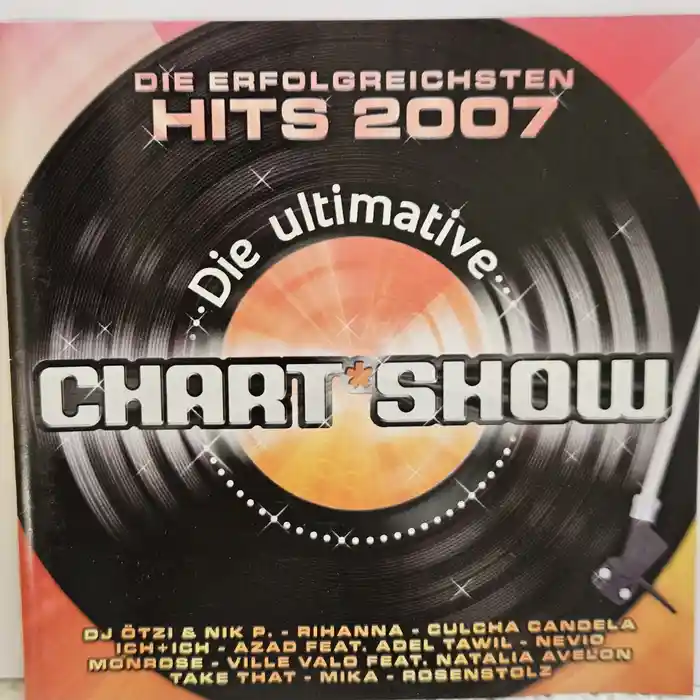 DIE ERFOLGREICHSTEN
HITS 2007
Die ultimative
CHART*SHOW
DJ ÖTZI & NIK P. - RIHANNA - CULCHA CANDELA
ICH+ICH - AZAD FEAT. ADEL TAWIL - NEVIO
MONROSE - VILLE VALO FEAT. NATALIA AVELON
TAKE THAT - MIKA - ROSENSTOLZ